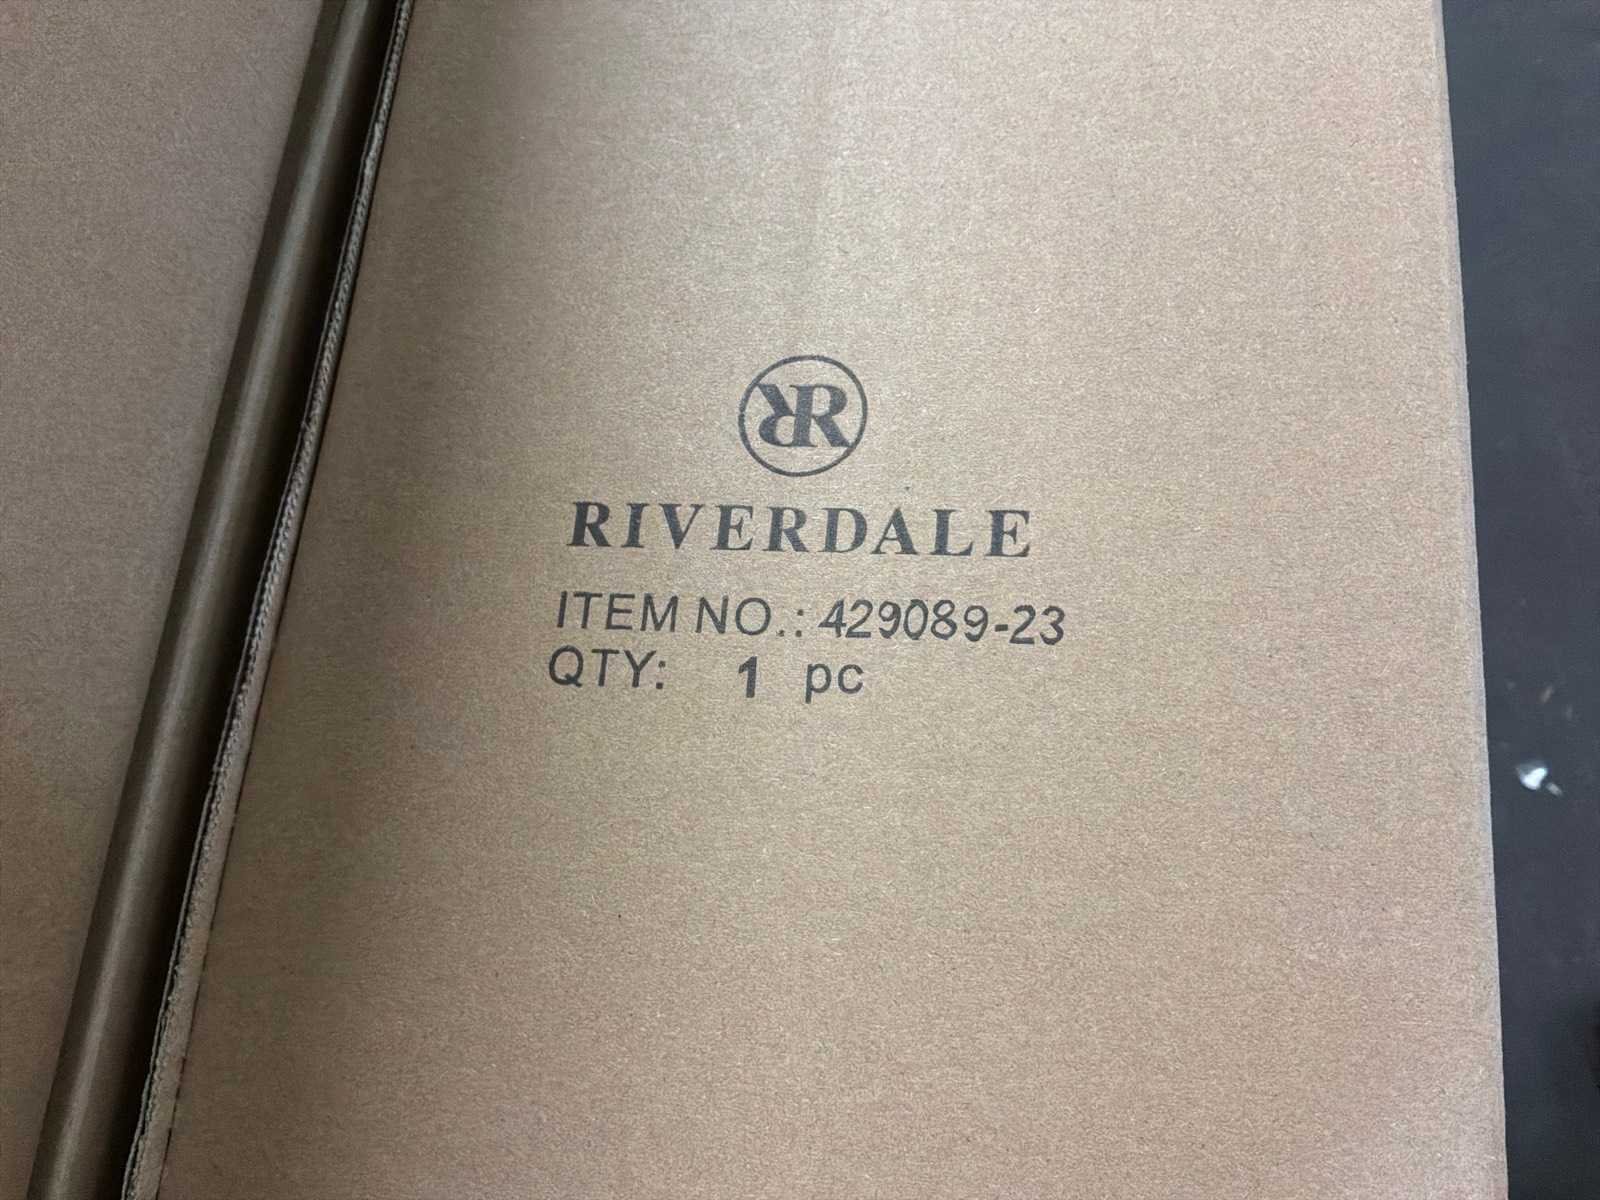 RR
RIVERDALE
ITEM NO.: 429089-23
QTY: 1 pc